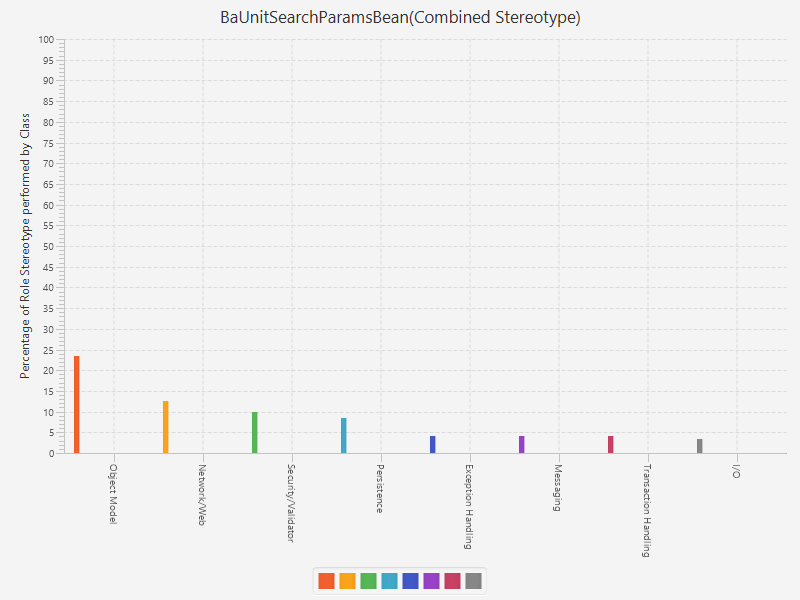 BaUnitSearchParamsBean(Combined Stereotype)
Percentage of Role Stereotype performed by Class
100
95
90
85
80
75
70
65
60
55
50
45
40
35
30
25
20
15
10
5
0
Object Model
Network/Web
Security/Validator
Persistence
Exception Handling
Messaging
Transaction Handling
I/O